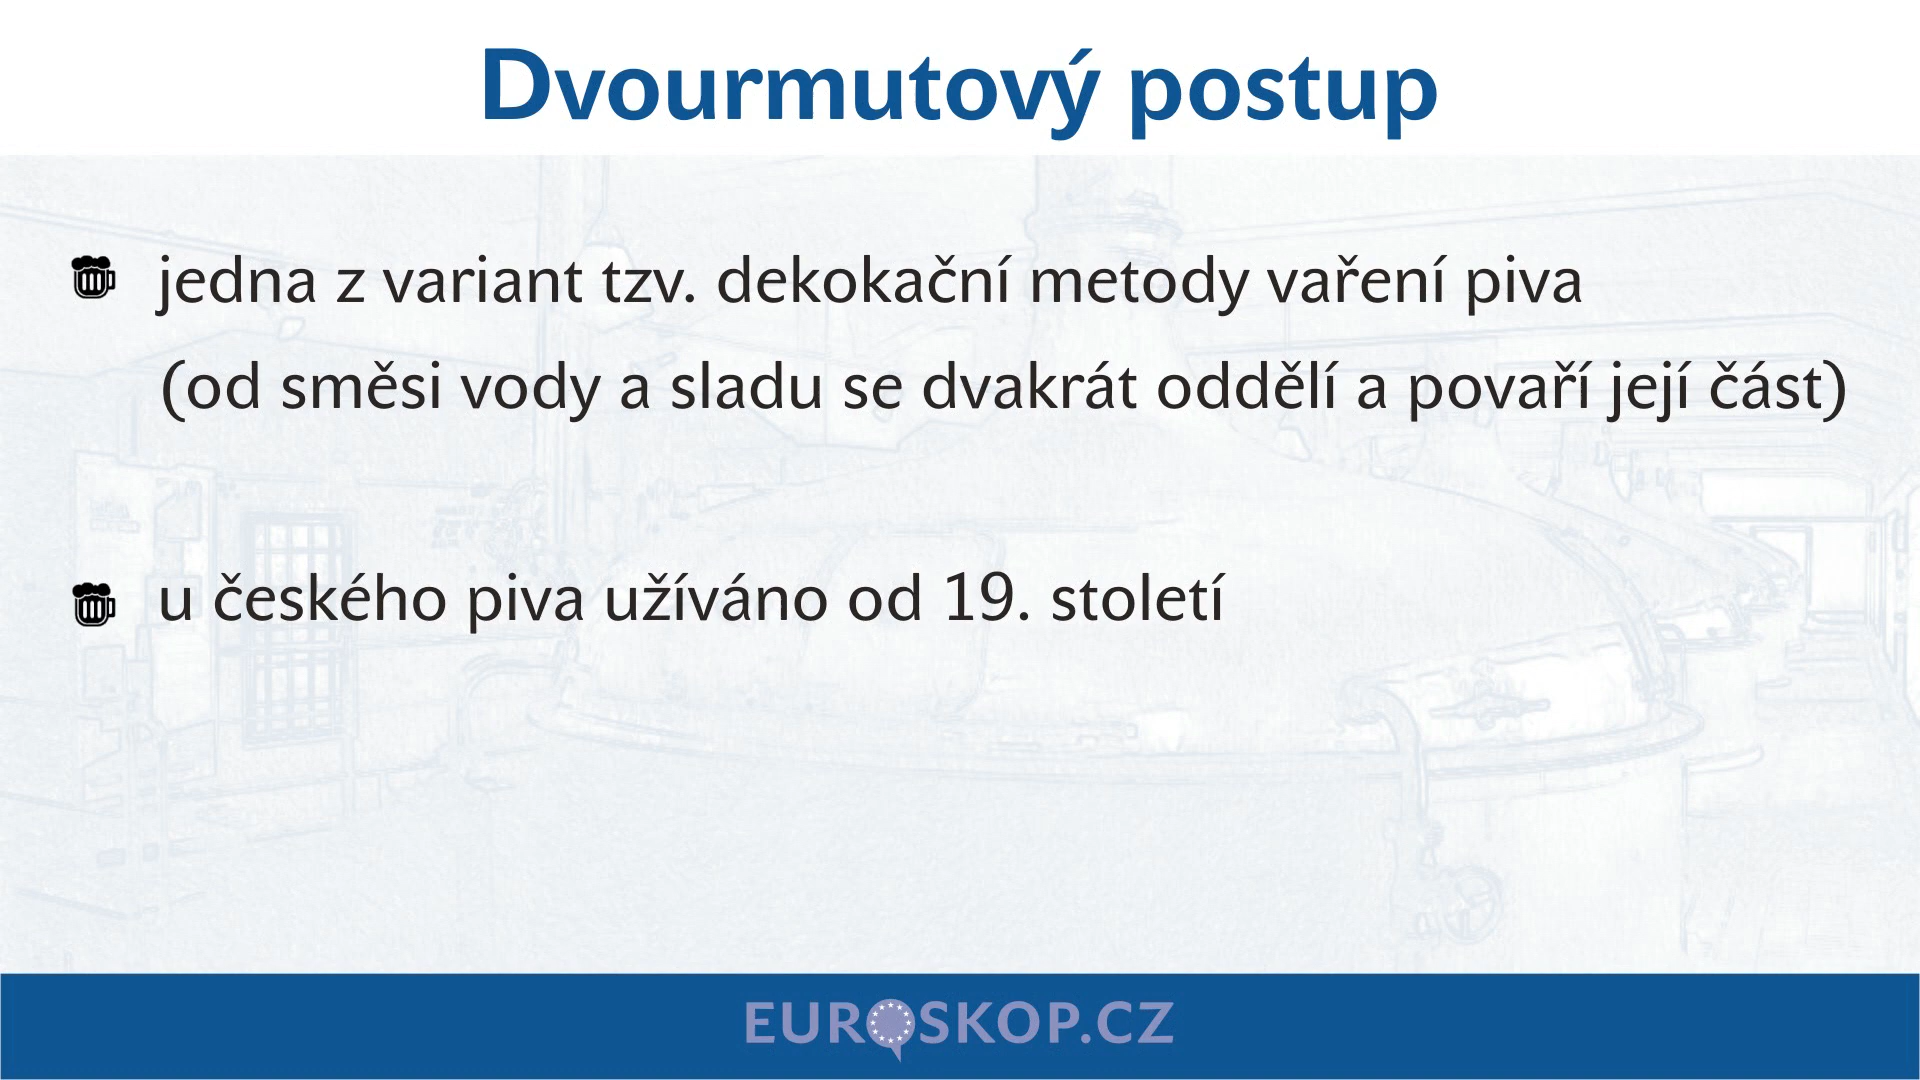 Dvourmutový postup
jedna z variant tzv. dekokační metody vaření piva
(od směsi vody a sladu se dvakrát oddělí a povaří její část)
u českého piva užíváno od 19. století
EUROSKOP.CZ